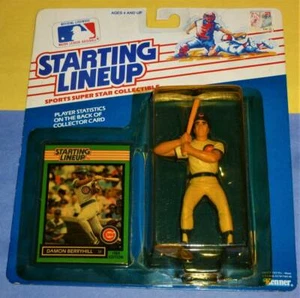 AGES 4 AND UP
STARTING
LINEUP
SPORTS SUPER STAR COLLECTIBLE
PLAYER STATISTICS
ON THE BACK OF
COLLECTOR CARD
STARTING
LINEUP
DAMON BERRYHILL
Kenner